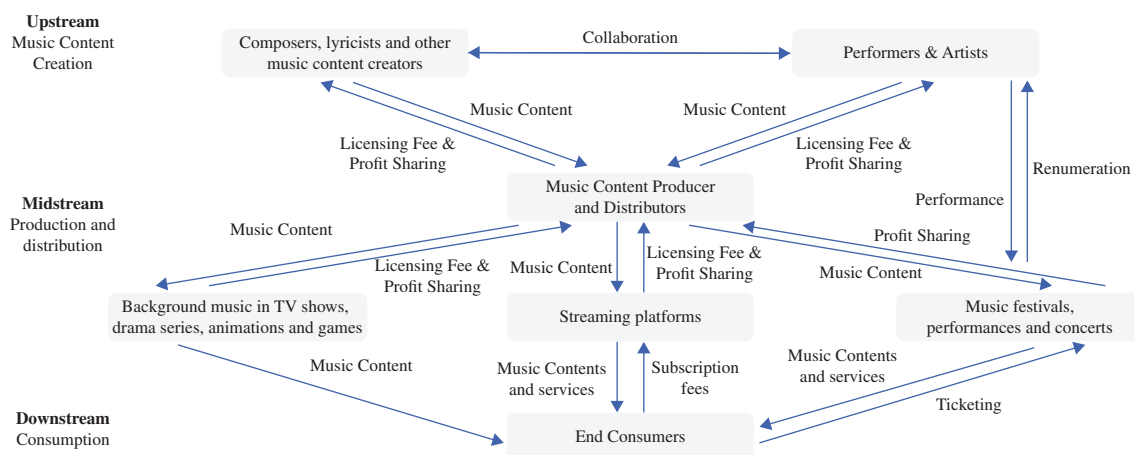 Upstream
Music Content
Creation
Composers, lyricists and other
music content creators
Collaboration
Performers & Artists
Music Content
Licensing Fee &
Profit Sharing
Music Content
Licensing Fee &
Profit Sharing
Performance
Renumeration
Midstream
Production and
distribution
Music Content Producer
and Distributors
Music Content
Licensing Fee &
Profit Sharing
Music Content
Licensing Fee &
Profit Sharing
Profit Sharing
Music Content
Background music in TV shows,
drama series, animations and games
Streaming platforms
Music festivals,
performances and concerts
Music Content
Music Contents
and services
Subscription
fees
Music Contents
and services
Ticketing
Downstream
Consumption
End Consumers